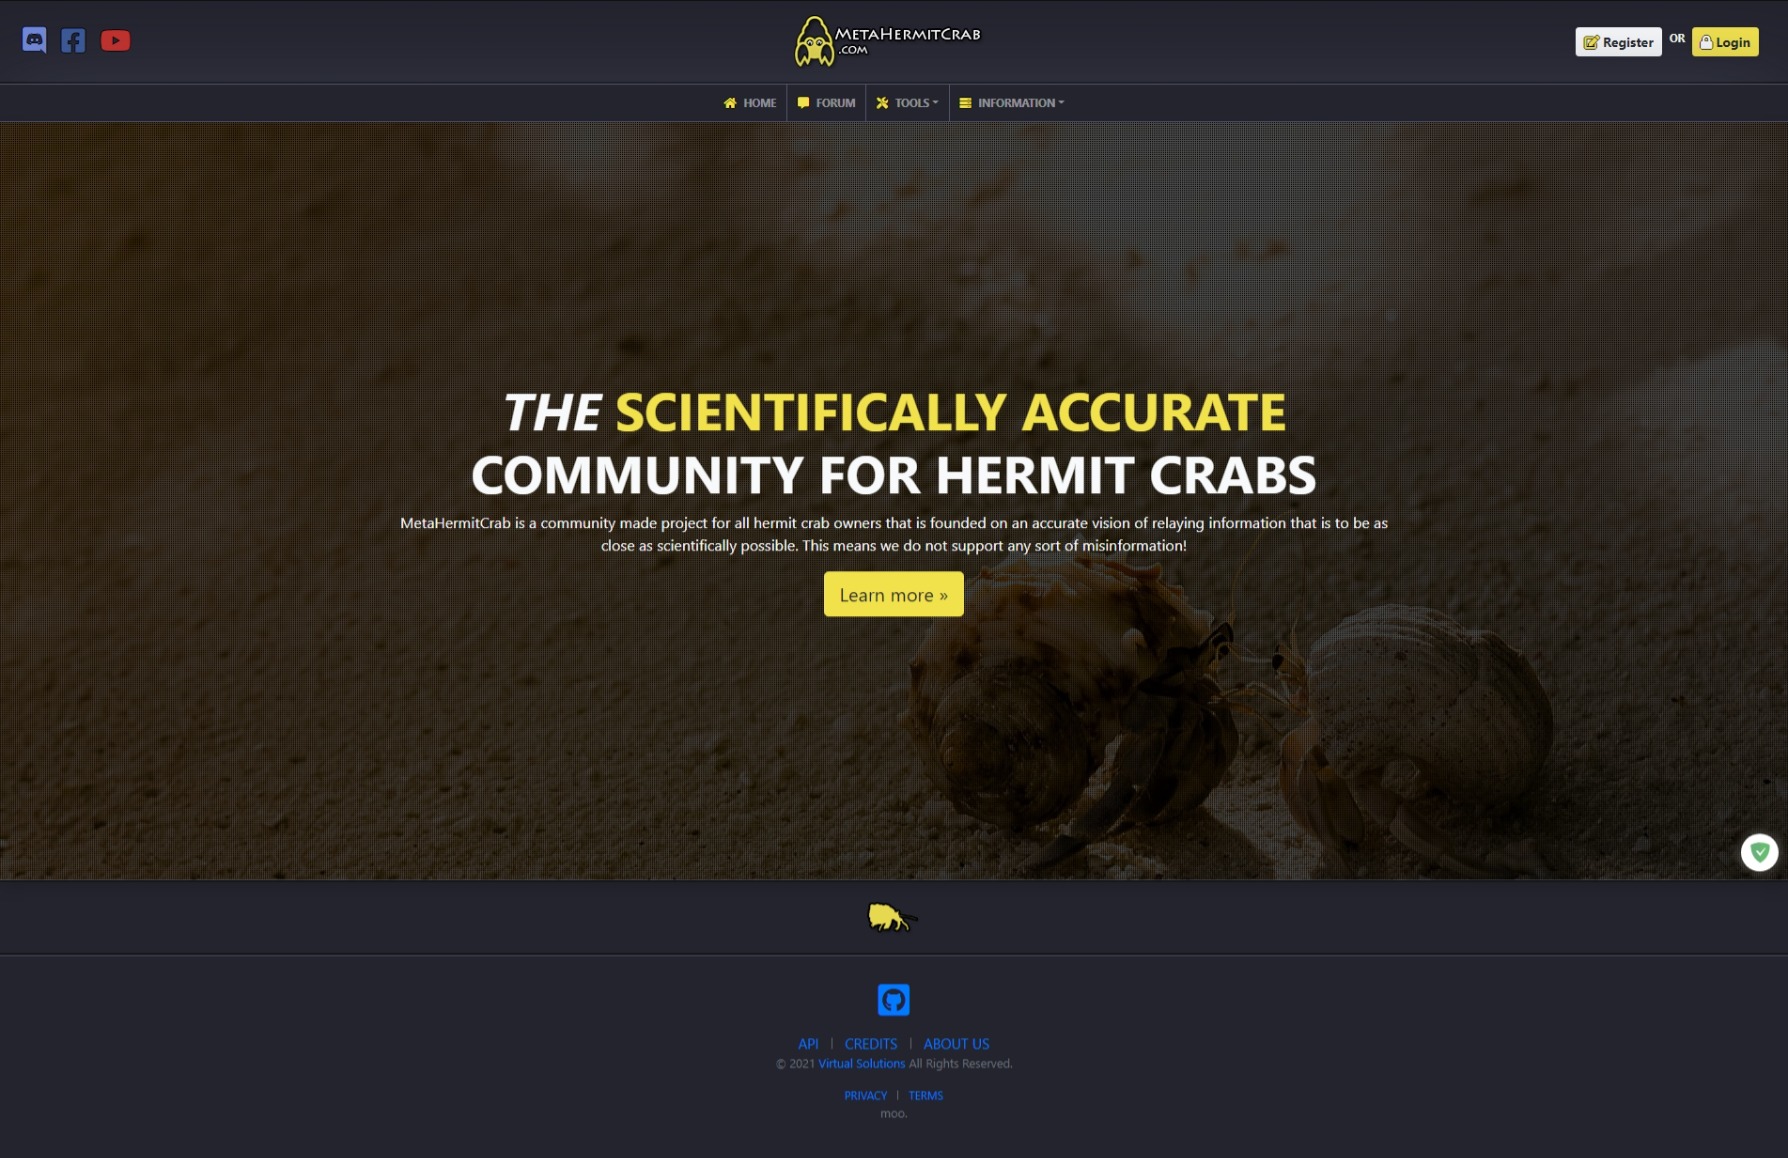 METAHERMITCRAB
.COM
Register OR Login
HOME FORUM TOOLS INFORMATION
THE SCIENTIFICALLY ACCURATE
COMMUNITY FOR HERMIT CRABS
MetaHermitCrab is a community made project for all hermit crab owners that is founded on an accurate vision of relaying information that is to be as
close as scientifically possible. This means we do not support any sort of misinformation!
Learn more »
API | CREDITS | ABOUT US
© 2021 Virtual Solutions All Rights Reserved.
PRIVACY | TERMS
moo.